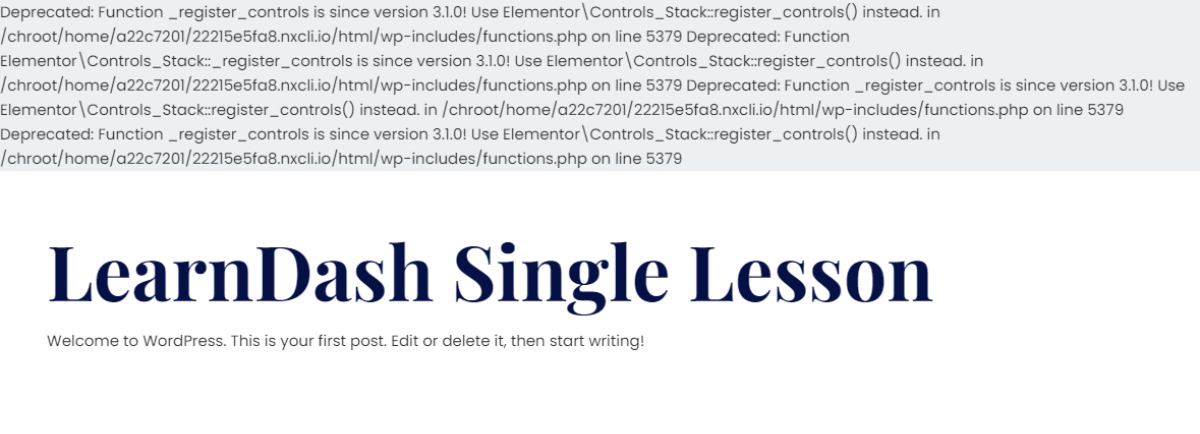 Deprecated: Function _register_controls is since version 3.1.0! Use Elementor\Controls_Stack::register_controls() instead. in
/chroot/home/a22c7201/22215e5fa8.nxcli.io/html/wp-includes/functions.php on line 5379 Deprecated: Function
Elementor\Controls_Stack::_register_controls is since version 3.1.0! Use Elementor\Controls_Stack::register_controls() instead. in
/chroot/home/a22c7201/22215e5fa8.nxcli.io/html/wp-includes/functions.php on line 5379 Deprecated: Function _register_controls is since version 3.1.0! Use
Elementor\Controls_Stack::register_controls() instead. in /chroot/home/a22c7201/22215e5fa8.nxcli.io/html/wp-includes/functions.php on line 5379
Deprecated: Function _register_controls is since version 3.1.0! Use Elementor\Controls_Stack::register_controls() instead. in
/chroot/home/a22c7201/22215e5fa8.nxcli.io/html/wp-includes/functions.php on line 5379
LearnDash Single Lesson
Welcome to WordPress. This is your first post. Edit or delete it, then start writing!